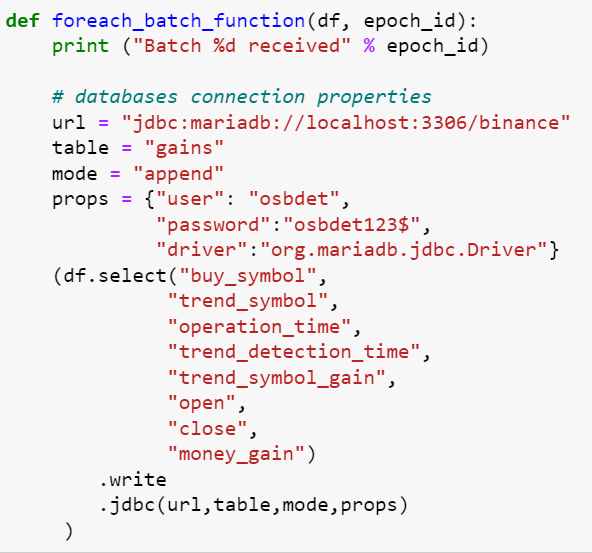 def foreach_batch_function(df, epoch_id):
    print ("Batch %d received" % epoch_id)

    # databases connection properties
    url = "jdbc:mariadb://localhost:3306/binance"
    table = "gains"
    mode = "append"
    props = {"user": "osbdet",
             "password":"osbdet123$",
             "driver":"org.mariadb.jdbc.Driver"}
    (df.select("buy_symbol",
              "trend_symbol",
              "operation_time",
              "trend_detection_time",
              "trend_symbol_gain",
              "open",
              "close",
              "money_gain")
        .write
        .jdbc(url,table,mode,props)
     )